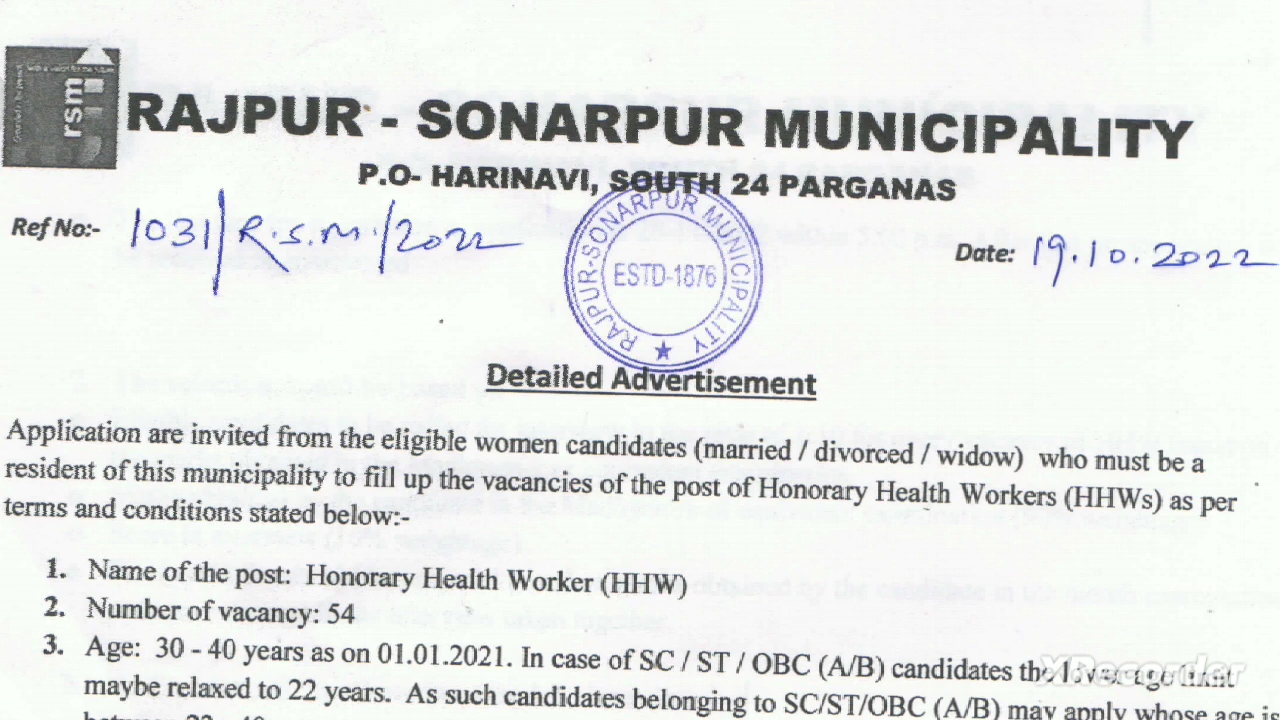 rsm
RAJPUR - SONARPUR MUNICIPALITY
P.O- HARINAVI, SOUTH 24 PARGANAS
Ref No:- 1031/R.S.M/2022
RAJPUR-SONARPUR MUNICIPALITY
ESTD-1876
RAJPUR-SONARPUR MUNICIPALITY ★
Date: 19.10.2022
Detailed Advertisement
Application are invited from the eligible women candidates (married / divorced / widow) who must be a
resident of this municipality to fill up the vacancies of the post of Honorary Health Workers (HHWs) as per
terms and conditions stated below:-
1. Name of the post: Honorary Health Worker (HHW)
2. Number of vacancy: 54
3. Age: 30 - 40 years as on 01.01.2021. In case of SC / ST / OBC (A/B) candidates the lower age limit
XRecorder
maybe relaxed to 22 years. As such candidates belonging to SC/ST/OBC (A/B) may apply whose age is